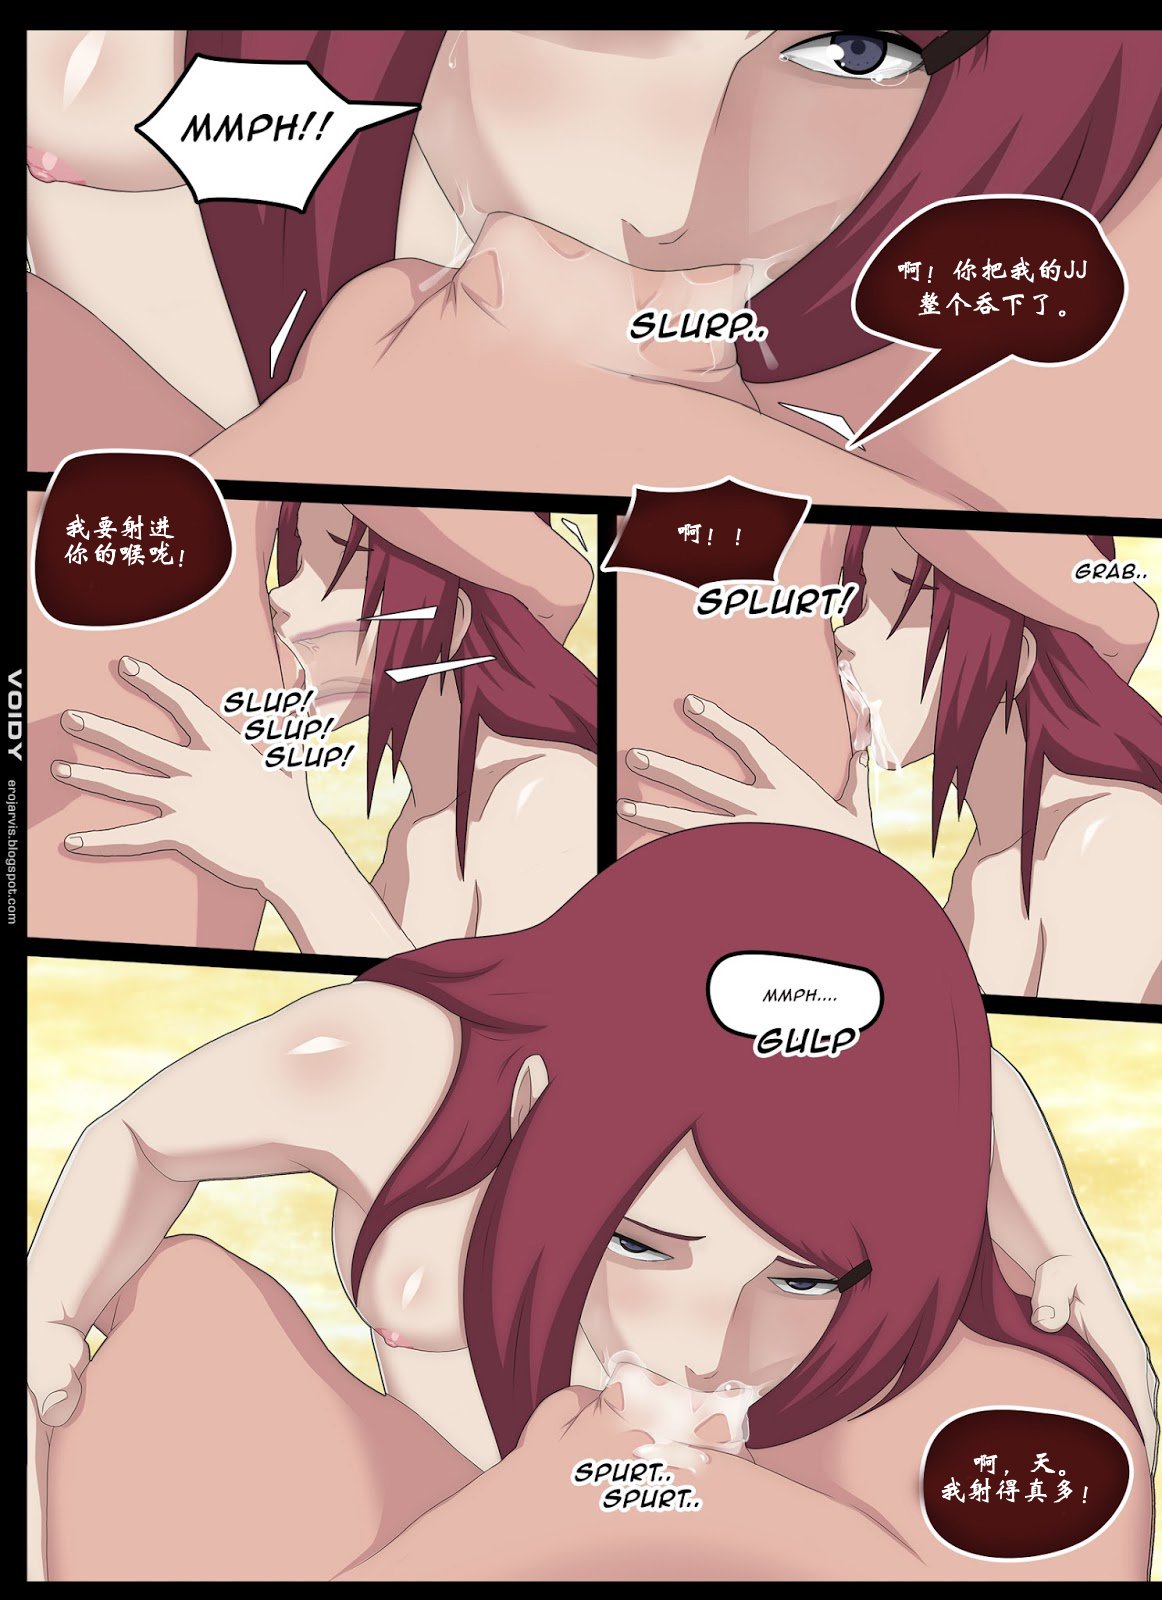 MMPH!!
啊！你把我的JJ
整个吞下了。
SLURP..
我要射进
你的喉咙！
SLUP!
SLUP!
SLUP!
啊！！
SPLURT!
GRAB..
MMPH....
GULP
SPURT..
SPURT..
啊，天。
我射得真多！
VOIDY
erojarvis.blogspot.com